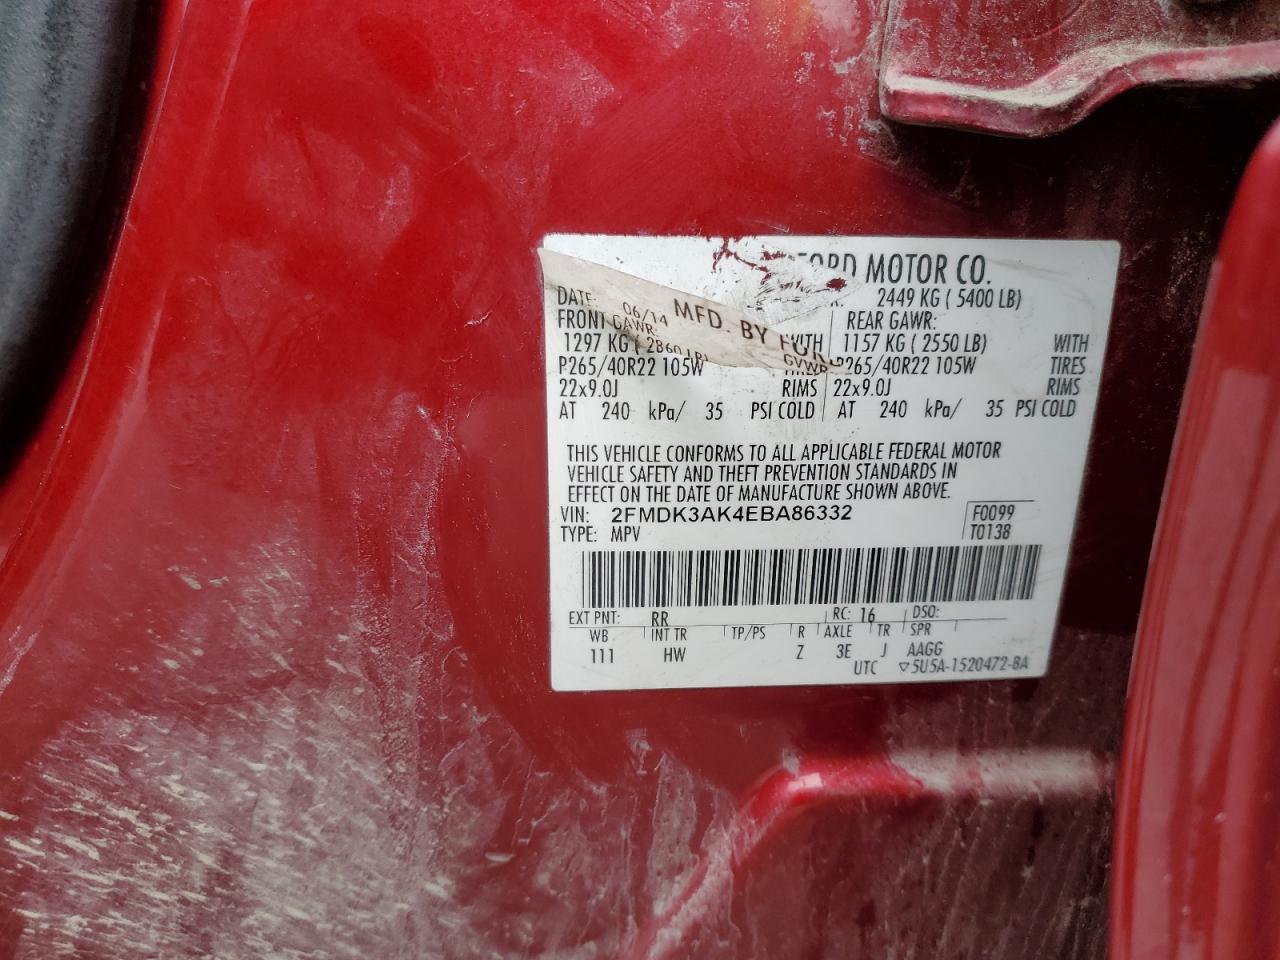 MFD. BY FORD MOTOR CO.
DATE: 06/14 GVWR 2449 KG ( 5400 LB)
FRONT GAWR: REAR GAWR:
1297 KG ( 2860 LB) WITH 1157 KG ( 2550 LB) WITH
P265/40R22 105W P265/40R22 105W TIRES
22x9.0J RIMS 22x9.0J RIMS
AT 240 kPa/ 35 PSI COLD AT 240 kPa/ 35 PSI COLD
THIS VEHICLE CONFORMS TO ALL APPLICABLE FEDERAL MOTOR
VEHICLE SAFETY AND THEFT PREVENTION STANDARDS IN
EFFECT ON THE DATE OF MANUFACTURE SHOWN ABOVE.
VIN: 2FMDK3AK4EBA86332 F0099
TYPE: MPV T0138
EXT PNT: RR RC: 16 DSO:
WB INT TR TP/PS R AXLE TR SPR
111 HW Z 3E J AAGG
UTC ▽5U5A-1520472-BA